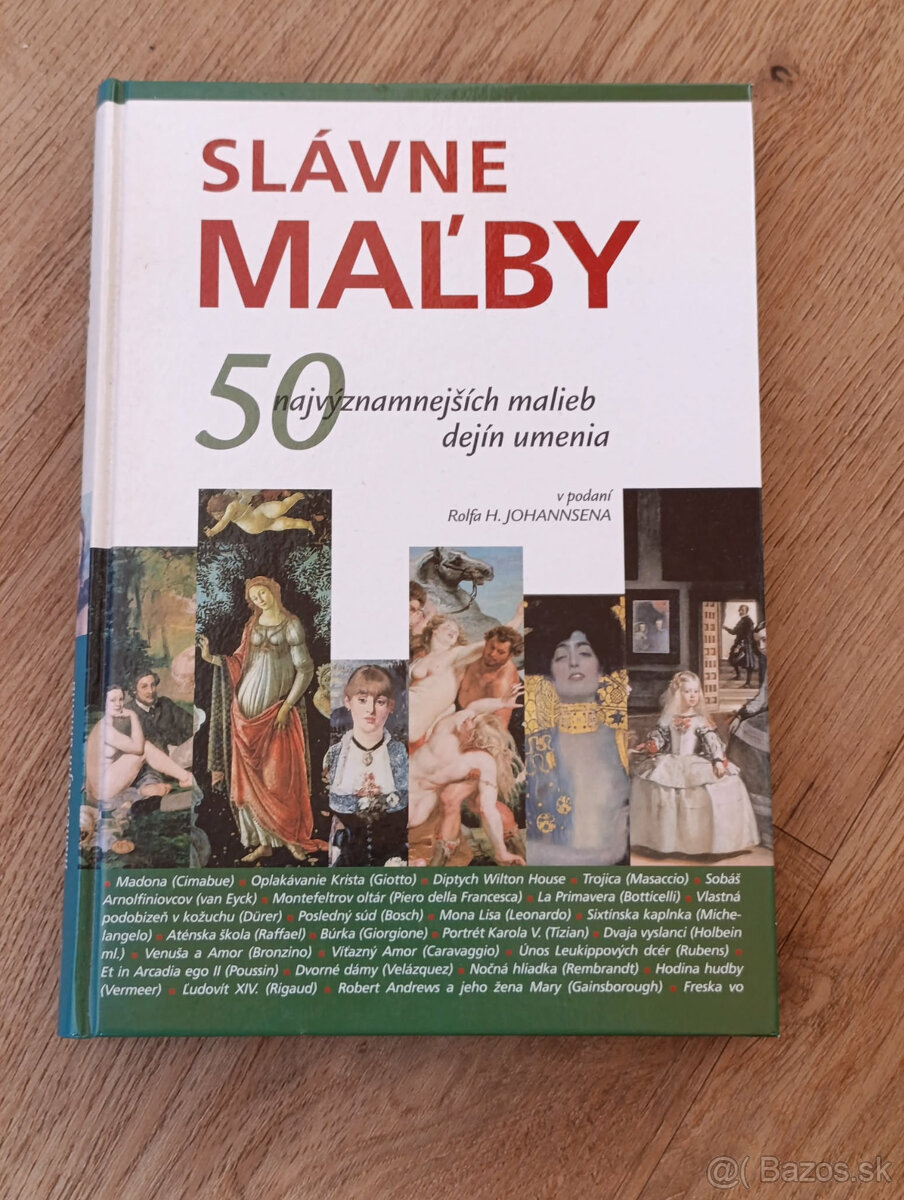 SLÁVNE
MAĽBY
50 najvýznamnejších malieb
dejín umenia
v podaní
Rolfa H. JOHANNSENA
Madona (Cimabue) ▪ Oplakávanie Krista (Giotto) ▪ Diptych Wilton House ▪ Trojica (Masaccio) ▪ Sobáš
Arnolfiniovcov (van Eyck) ▪ Montefeltrov oltár (Piero della Francesca) ▪ La Primavera (Botticelli) ▪ Vlastná
podobizeň v kožuchu (Dürer) ▪ Posledný súd (Bosch) ▪ Mona Lisa (Leonardo) ▪ Sixtínska kaplnka (Miche-
langelo) ▪ Aténska škola (Raffael) ▪ Búrka (Giorgione) ▪ Portrét Karola V. (Tizian) ▪ Dvaja vyslanci (Holbein
ml.) ▪ Venuša a Amor (Bronzino) ▪ Víťazný Amor (Caravaggio) ▪ Únos Leukippových dcér (Rubens) ▪
Et in Arcadia ego II (Poussin) ▪ Dvorné dámy (Velázquez) ▪ Nočná hliadka (Rembrandt) ▪ Hodina hudby
(Vermeer) ▪ Ľudovít XIV. (Rigaud) ▪ Robert Andrews a jeho žena Mary (Gainsborough) ▪ Freska vo
@( Bazos.sk